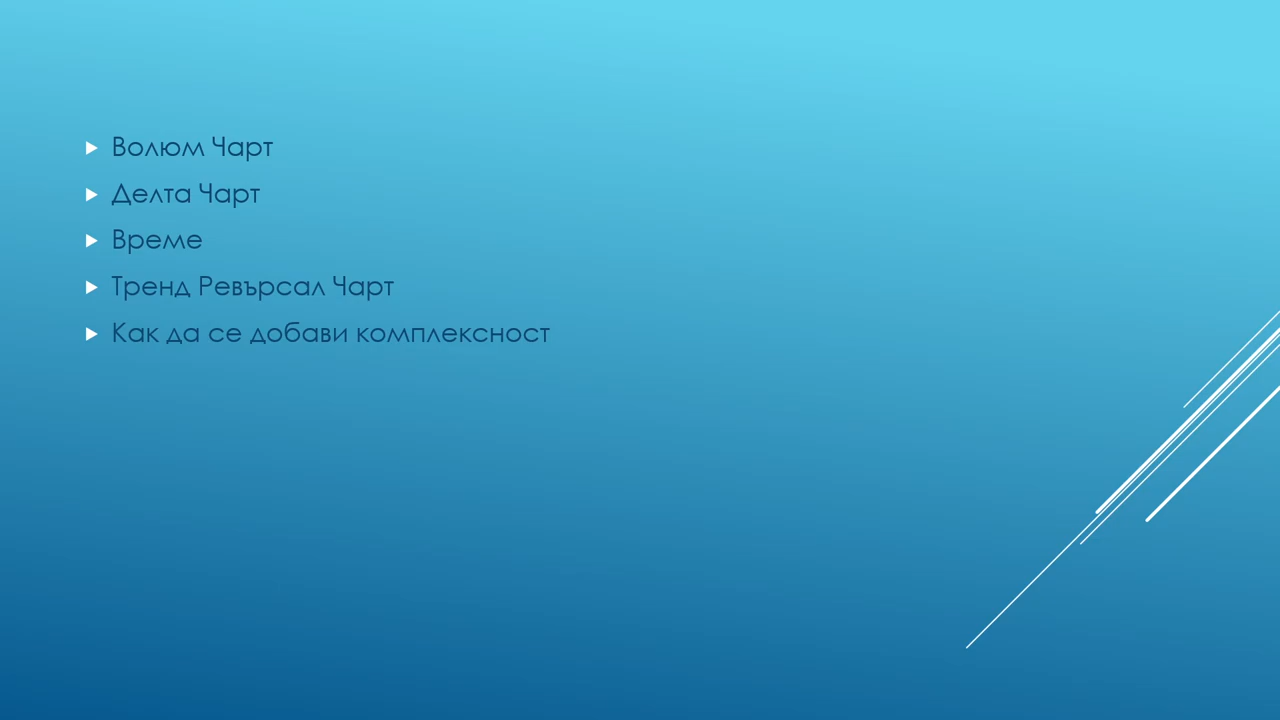 Волюм Чарт
Делта Чарт
Време
Тренд Ревърсал Чарт
Как да се добави комплексност